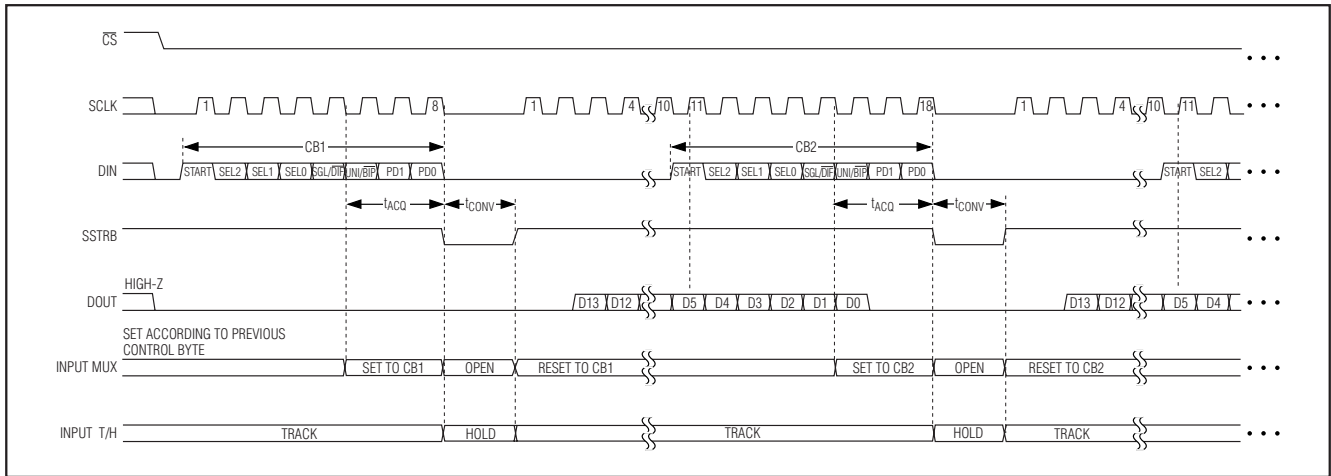 CS
SCLK 1 8 1 4 10 11 18 1 4 10 11
CB1 CB2
DIN START SEL2 SEL1 SEL0 SGL/DIF UNI/BIP PD1 PD0 START SEL2 SEL1 SEL0 SGL/DIF UNI/BIP PD1 PD0 START SEL2
tACQ tCONV tACQ tCONV
SSTRB
HIGH-Z
DOUT D13 D12 D5 D4 D3 D2 D1 D0 D13 D12 D5 D4
SET ACCORDING TO PREVIOUS
CONTROL BYTE
INPUT MUX SET TO CB1 OPEN RESET TO CB1 SET TO CB2 OPEN RESET TO CB2
INPUT T/H TRACK HOLD TRACK HOLD TRACK